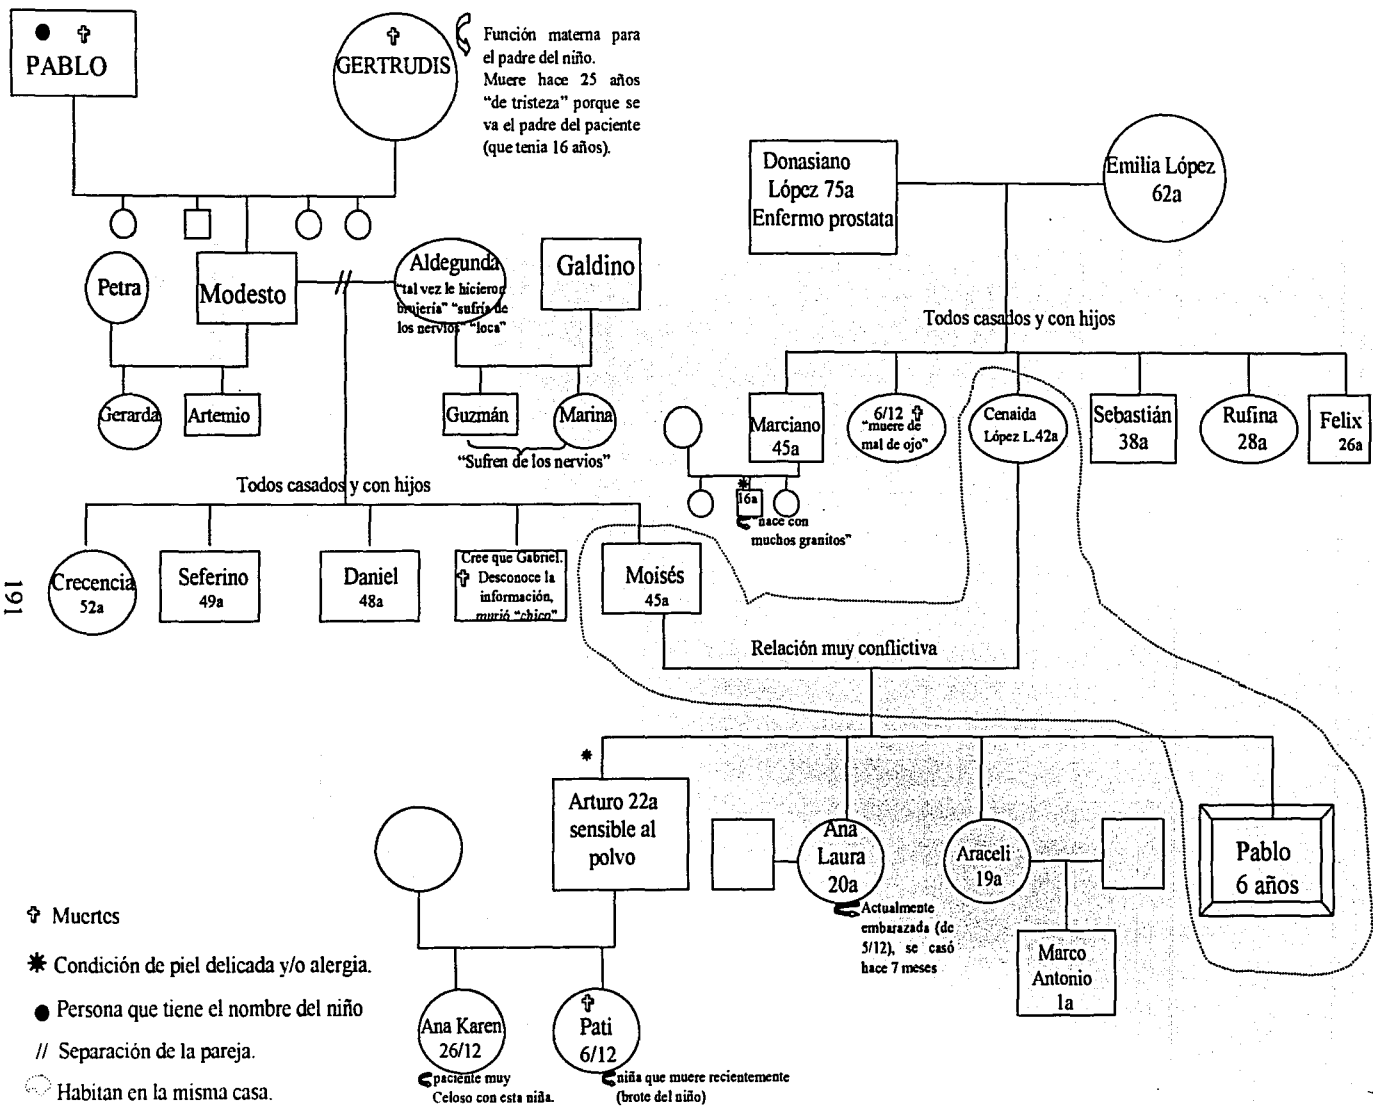 PABLO
GERTRUDIS
Función materna para
el padre del niño.
Muere hace 25 años
“de tristeza” porque se
va el padre del paciente
(que tenia 16 años).
Donasiano
López 75a
Enfermo prostata
Emilia López
62a
Petra
Modesto
//
Aldegunda
“tal vez le hicieron
brujería” “sufría de
los nervios” “loca”
Galdino
Gerarda
Artemio
Guzmán
Marina
“Sufren de los nervios”
Todos casados y con hijos
Marciano
45a
6/12
“muere de
mal de ojo”
Cenaida
López L.42a
Sebastián
38a
Rufina
28a
Felix
26a
*
16a
“nace con
muchos granitos”
Todos casados y con hijos
Crecencia
52a
Seferino
49a
Daniel
48a
Cree que Gabriel.
Desconoce la
información,
murió “chico”
Moisés
45a
191
Relación muy conflictiva
*
Arturo 22a
sensible al
polvo
Ana
Laura
20a
Actualmente
embarazada (de
5/12), se casó
hace 7 meses
Araceli
19a
Marco
Antonio
1a
Pablo
6 años
Ana Karen
26/12
paciente muy
Celoso con esta niña.
Pati
6/12
niña que muere recientemente
(brote del niño)
✞ Muertes
* Condición de piel delicada y/o alergia.
● Persona que tiene el nombre del niño
// Separación de la pareja.
Habitan en la misma casa.